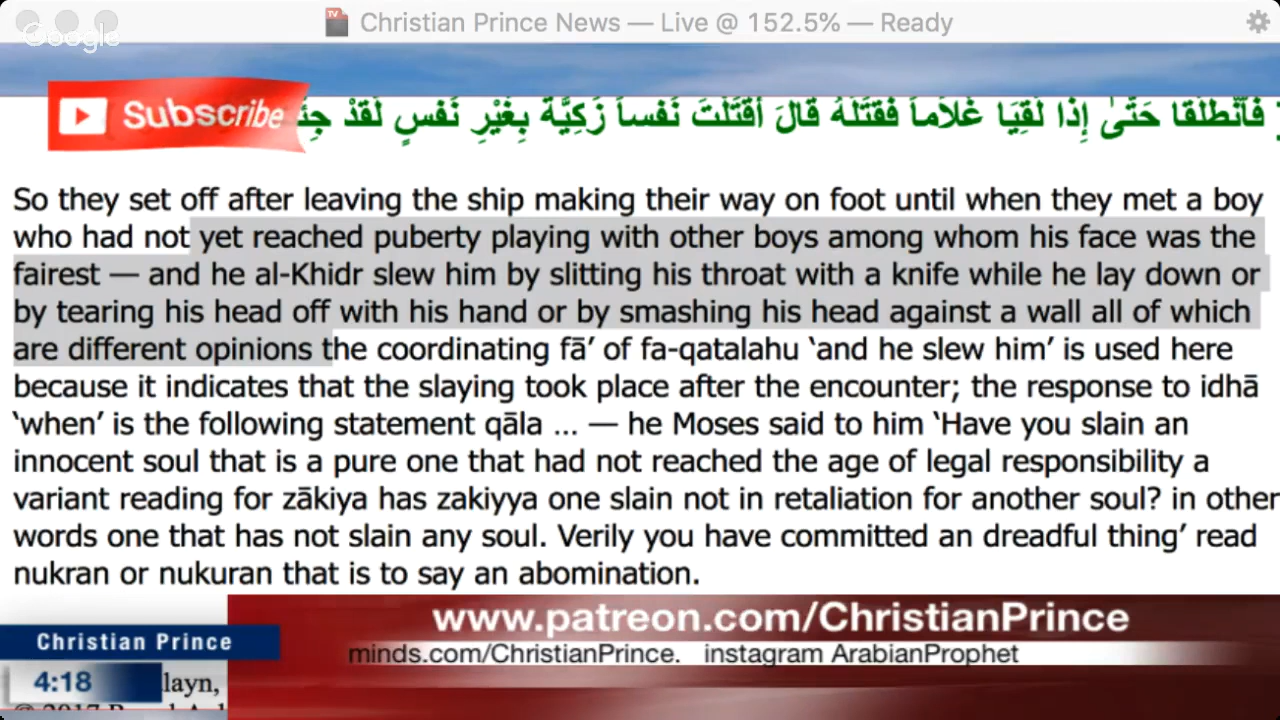 Christian Prince News — Live @ 152.5% — Ready
Google
Subscribe
فَٱنْطَلَقَا حَتَّىٰ إِذَا لَقِيَا غُلَاماً فَقَتَلَهُ قَالَ أَقَتَلْتَ نَفْساً زَكِيَّةً بِغَيْرِ نَفْسٍ لَّقَدْ
So they set off after leaving the ship making their way on foot until when they met a boy
who had not yet reached puberty playing with other boys among whom his face was the
fairest — and he al-Khidr slew him by slitting his throat with a knife while he lay down or
by tearing his head off with his hand or by smashing his head against a wall all of which
are different opinions the coordinating fā’ of fa-qatalahu ‘and he slew him’ is used here
because it indicates that the slaying took place after the encounter; the response to idhā
‘when’ is the following statement qāla ... — he Moses said to him ‘Have you slain an
innocent soul that is a pure one that had not reached the age of legal responsibility a
variant reading for zākiya has zakiyya one slain not in retaliation for another soul? in other
words one that has not slain any soul. Verily you have committed an dreadful thing’ read
nukran or nukuran that is to say an abomination.
www.patreon.com/ChristianPrince
Christian Prince
minds.com/ChristianPrince. instagram ArabianProphet
4:18
layn,